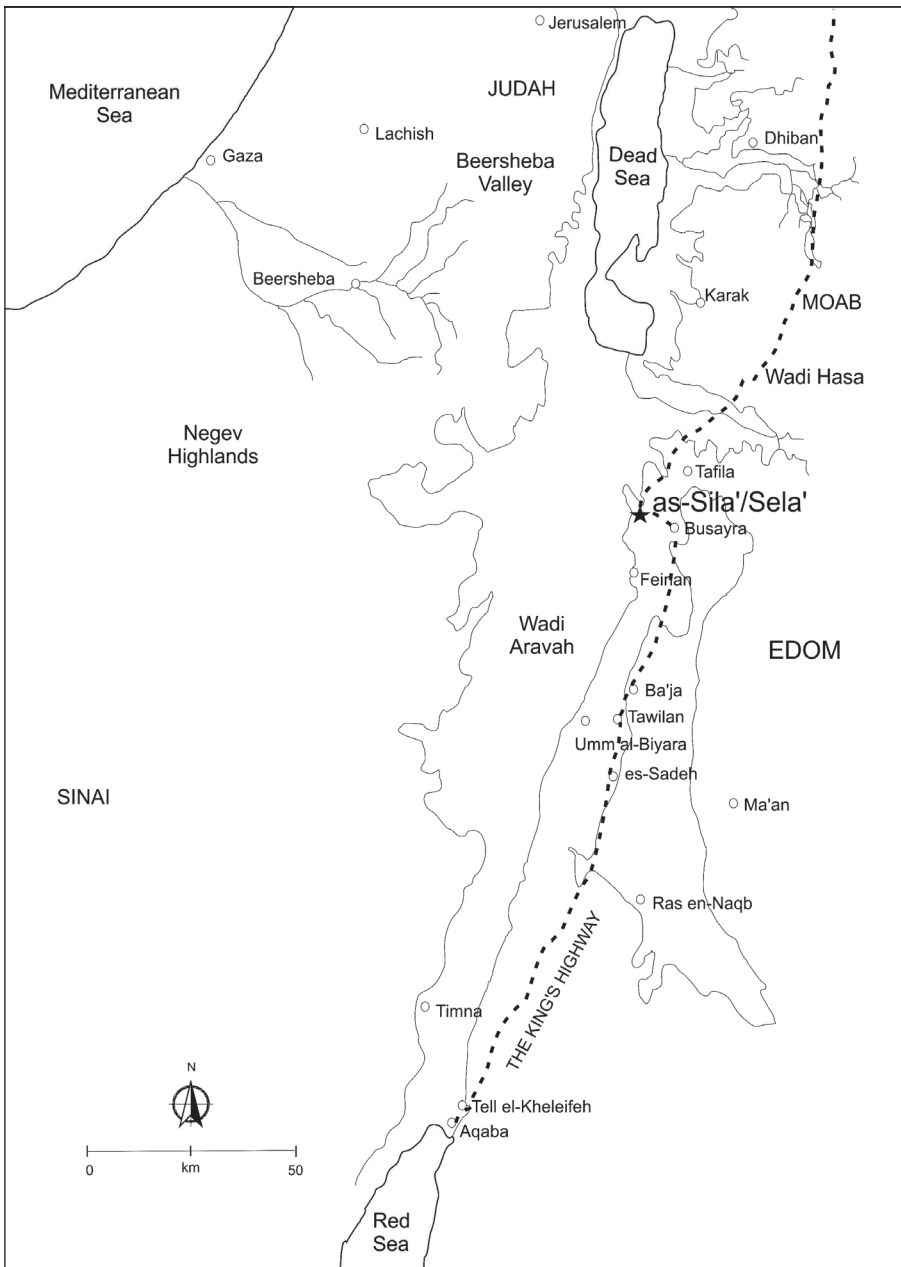 Jerusalem
Mediterranean
Sea
JUDAH
Lachish
Dhiban
Gaza
Beersheba
Valley
Dead
Sea
Beersheba
Karak
MOAB
Wadi Hasa
Negev
Highlands
Tafila
as-Sila'/Sela'
Busayra
Feinan
Wadi
Aravah
EDOM
Ba'ja
Tawilan
Umm al-Biyara
es-Sadeh
SINAI
Ma'an
Ras en-Naqb
THE KING'S HIGHWAY
Timna
N
Tell el-Kheleifeh
Aqaba
0 50
km
Red
Sea